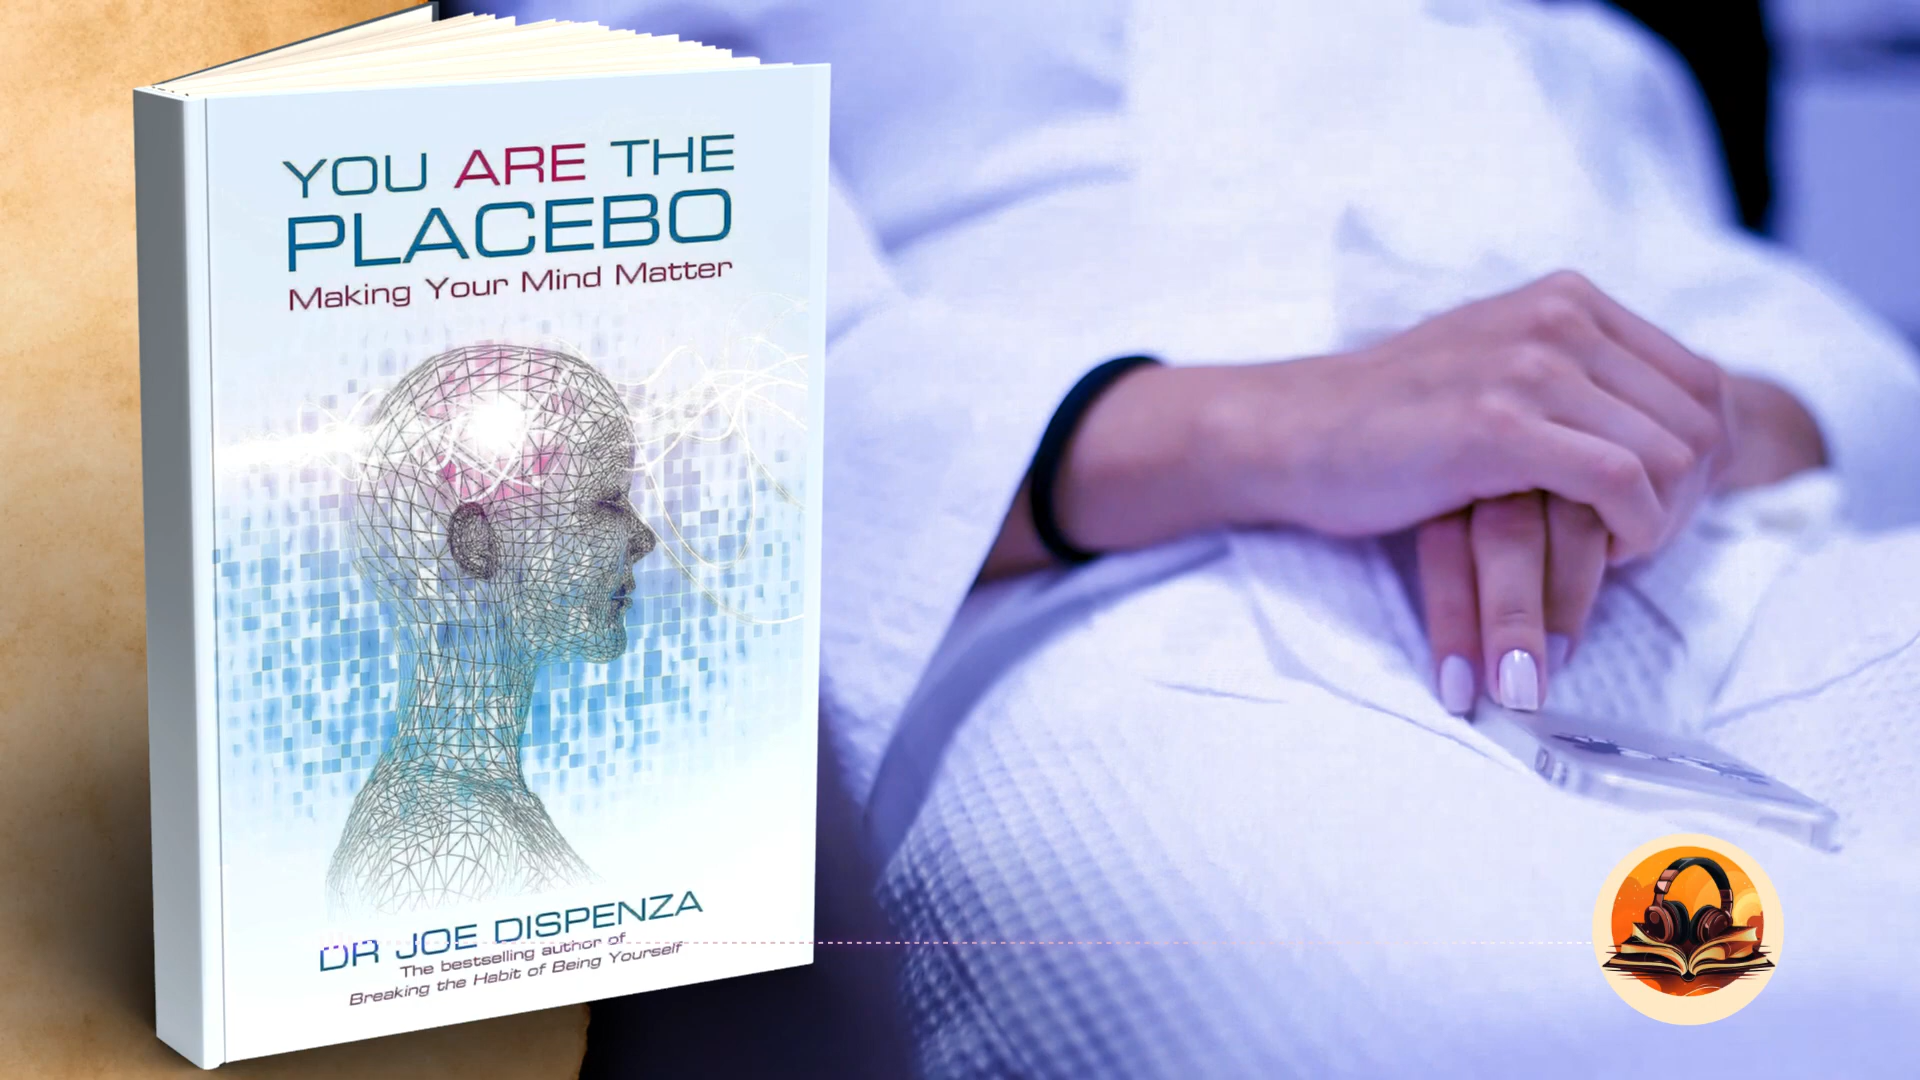 YOU ARE THE
PLACEBO
Making Your Mind Matter
DR JOE DISPENZA
The bestselling author of
Breaking the Habit of Being Yourself